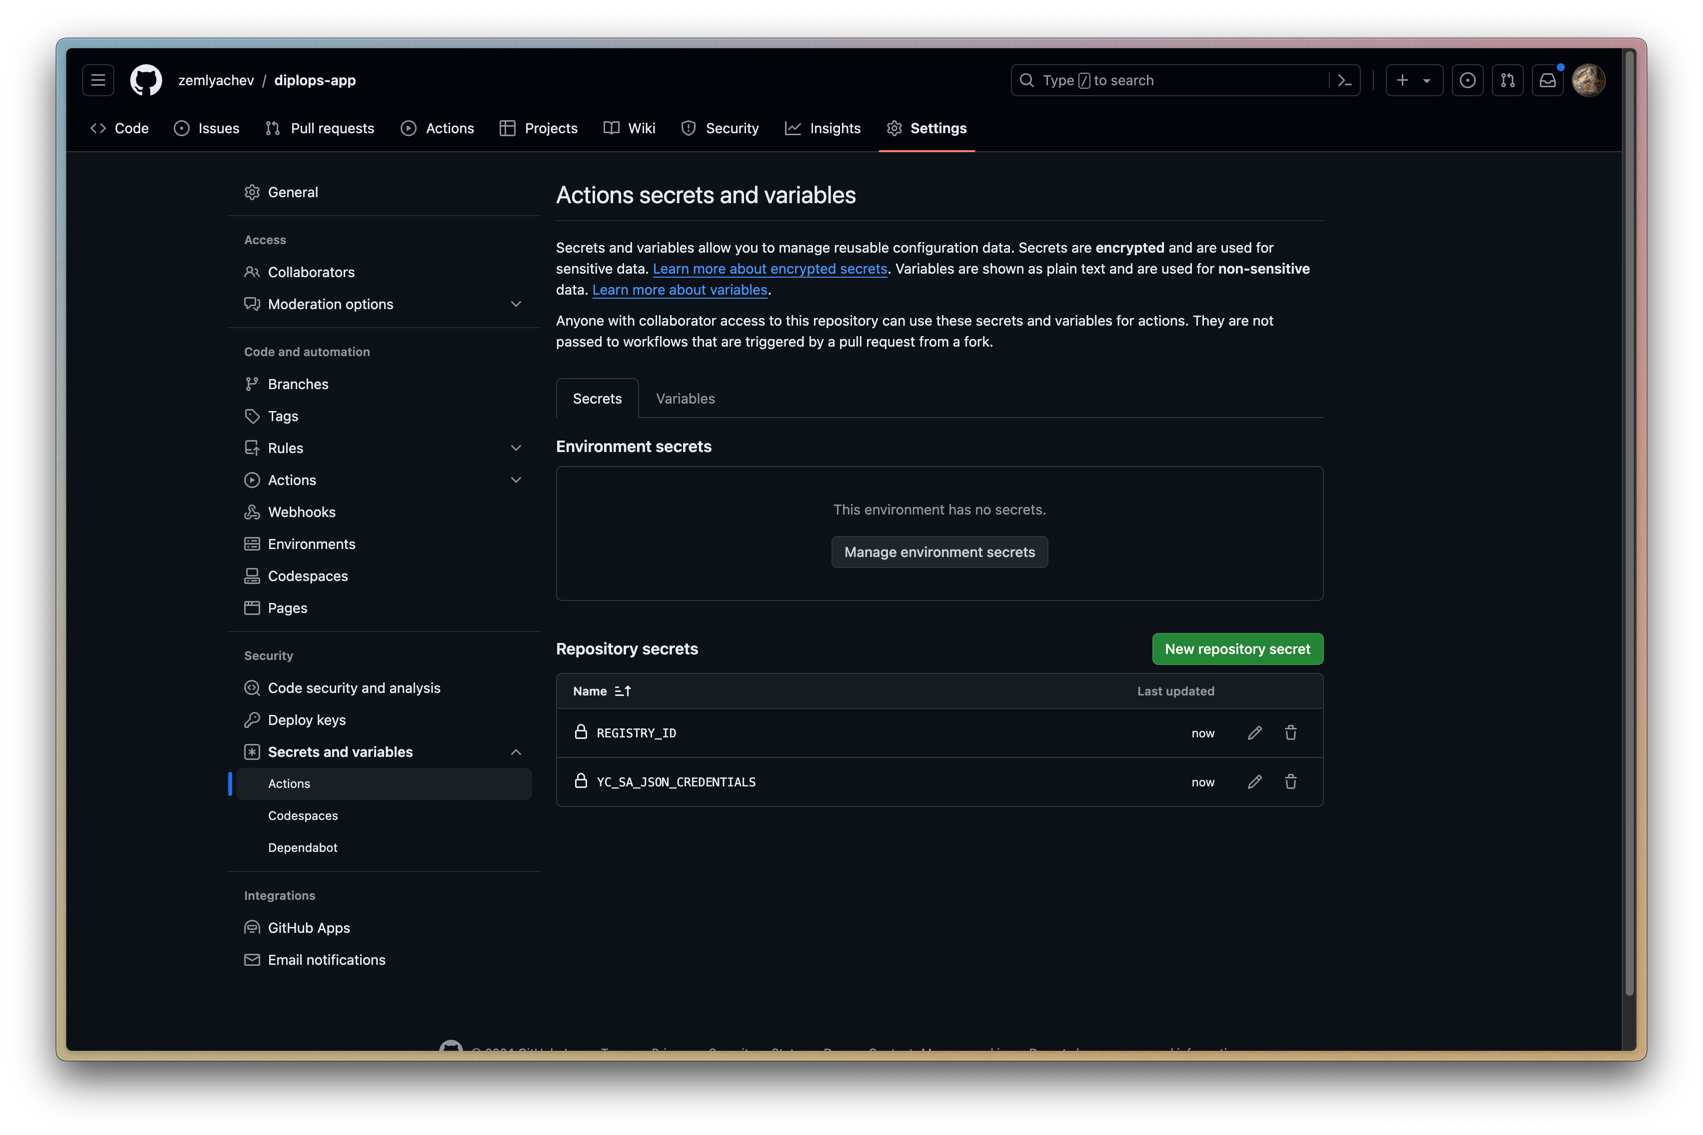 zemlyachev / diplops-app
Type / to search
Code
Issues
Pull requests
Actions
Projects
Wiki
Security
Insights
Settings
General
Access
Collaborators
Moderation options
Code and automation
Branches
Tags
Rules
Actions
Webhooks
Environments
Codespaces
Pages
Security
Code security and analysis
Deploy keys
Secrets and variables
Actions
Codespaces
Dependabot
Integrations
GitHub Apps
Email notifications
Actions secrets and variables
Secrets and variables allow you to manage reusable configuration data. Secrets are encrypted and are used for
sensitive data. Learn more about encrypted secrets. Variables are shown as plain text and are used for non-sensitive
data. Learn more about variables.
Anyone with collaborator access to this repository can use these secrets and variables for actions. They are not
passed to workflows that are triggered by a pull request from a fork.
Secrets
Variables
Environment secrets
This environment has no secrets.
Manage environment secrets
Repository secrets
New repository secret
Name
Last updated
REGISTRY_ID
now
YC_SA_JSON_CREDENTIALS
now